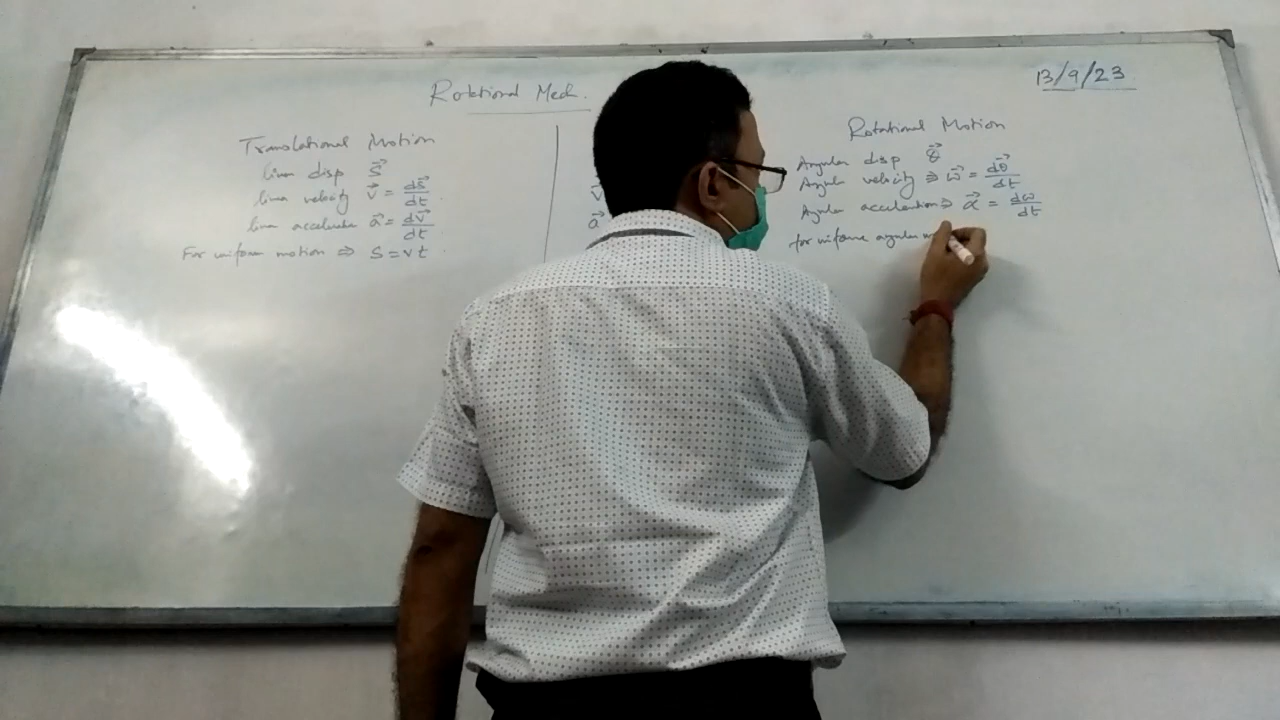 13/9/23
Rotational Mech.
Translational Motion
linear disp s⃗
linear velocity v⃗ = ds⃗/dt
linear acceleration a⃗ = dv⃗/dt
For uniform motion ⇒ S = vt
v⃗
a⃗
Rotational Motion
Angular disp θ⃗
Angular velocity ⇒ ω⃗ = dθ⃗/dt
Angular acceleration ⇒ α⃗ = dω/dt
for uniform angular m